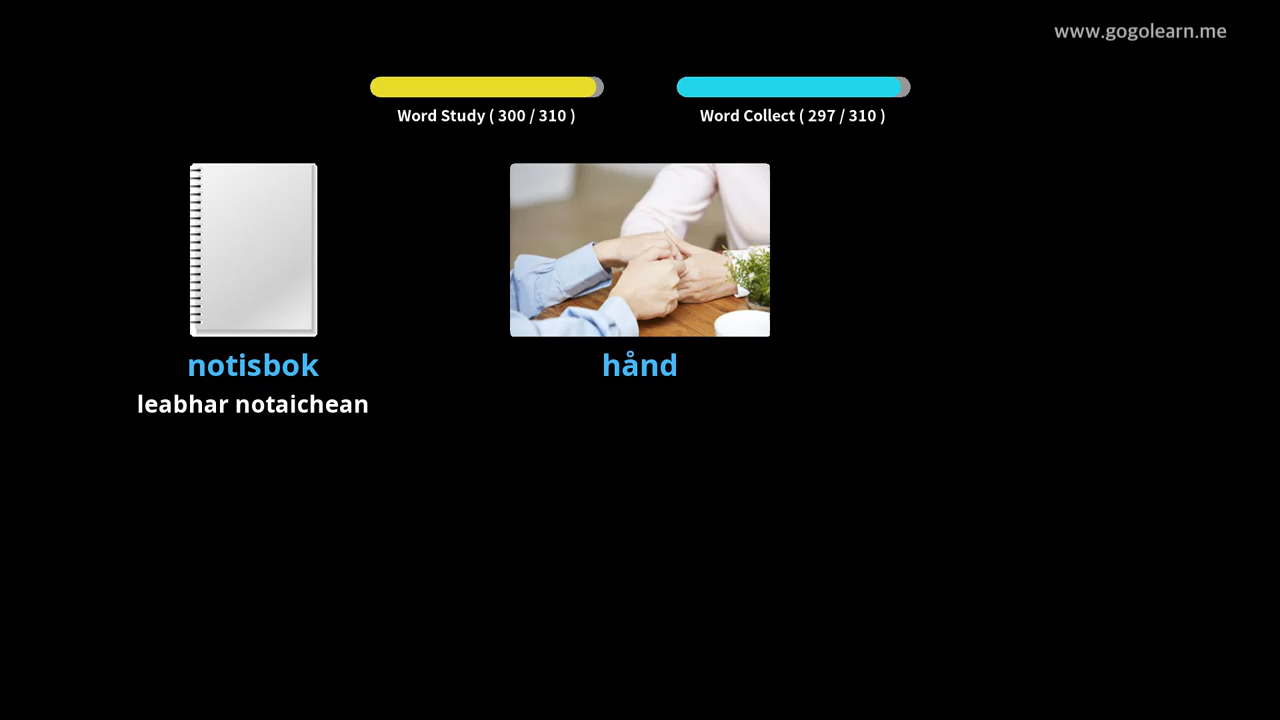 www.gogolearn.me
Word Study ( 300 / 310 )
Word Collect ( 297 / 310 )
notisbok
hånd
leabhar notaichean